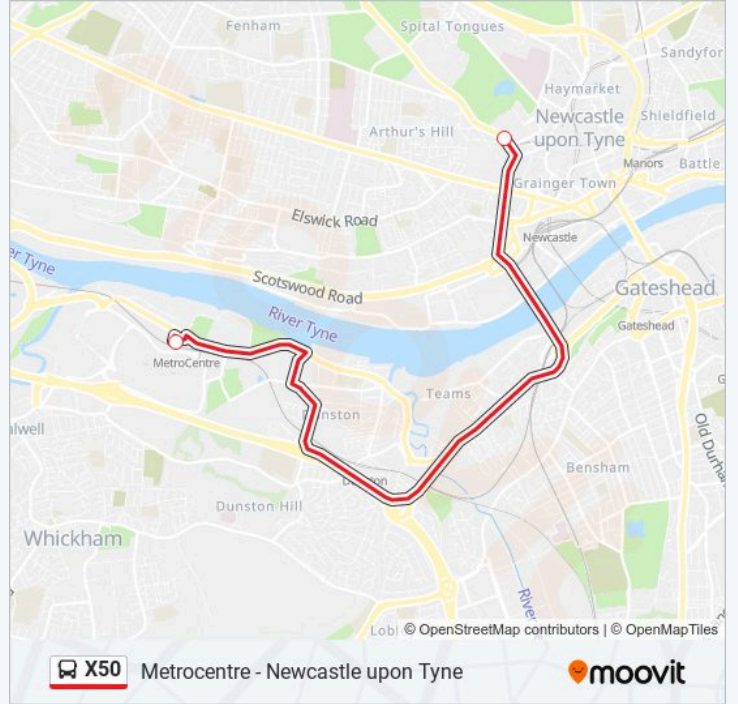 Fenham
Spital Tongues
Sandyfor
Haymarket
Newcastle
upon Tyne
Shieldfield
Arthur's Hill
Manors
Battle
Grainger Town
Elswick Road
Newcastle
er Tyne
Scotswood Road
Gateshead
River Tyne
Gateshead
MetroCentre
Teams
G
Old Durha
alwell
Bensham
Dunston Hill
Whickham
River
Lobl
© OpenStreetMap contributors | © OpenMapTiles
X50
Metrocentre - Newcastle upon Tyne
moovit